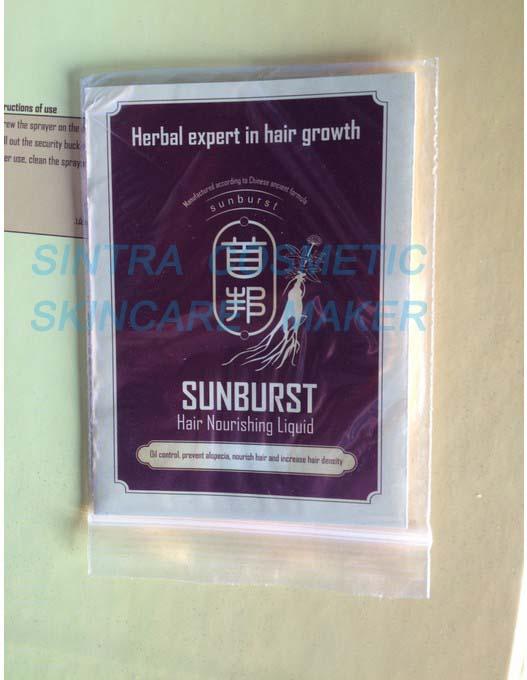 ructions of use
rew the sprayer on the
ll out the security buck
er use, clean the spray
Herbal expert in hair growth
Manufactured according to Chinese ancient formula
sunburst
首
邦
SINTRA COSMETIC
SKINCARE MAKER
SUNBURST
Hair Nourishing Liquid
Oil control, prevent alopecia, nourish hair and increase hair density